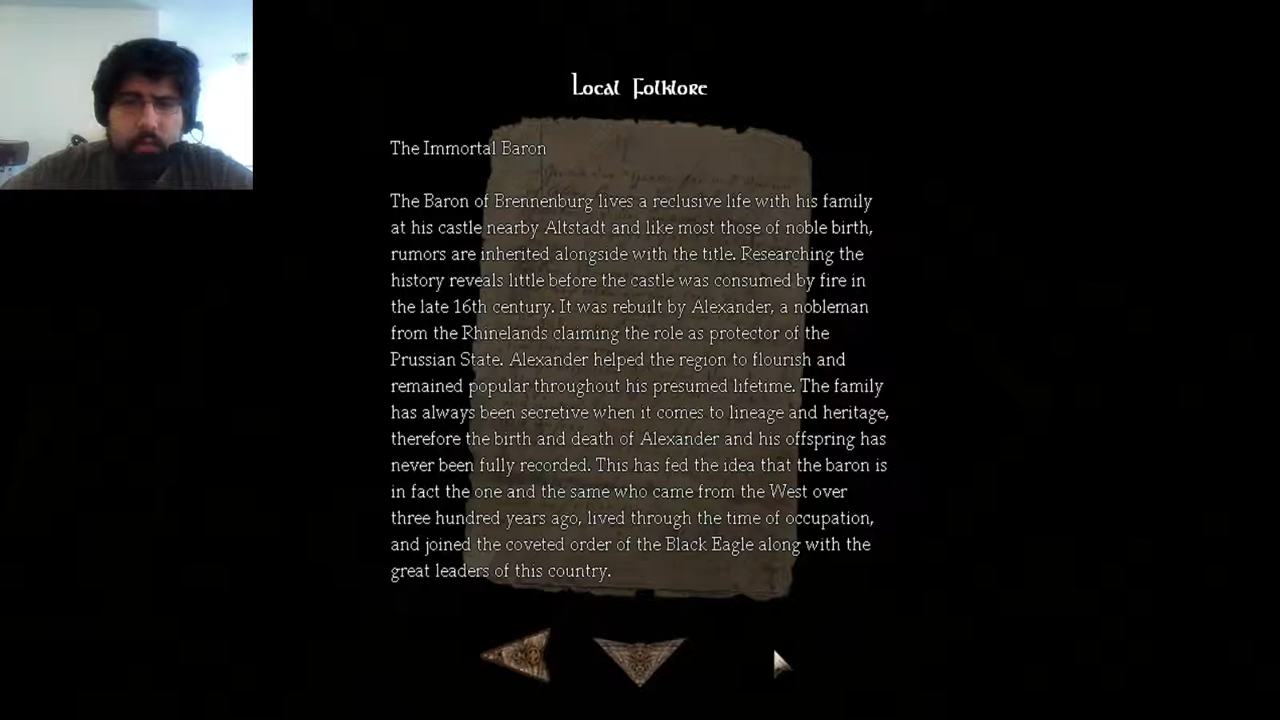 Local Folklore
The Immortal Baron
The Baron of Brennenburg lives a reclusive life with his family
at his castle nearby Altstadt and like most those of noble birth,
rumors are inherited alongside with the title. Researching the
history reveals little before the castle was consumed by fire in
the late 16th century. It was rebuilt by Alexander, a nobleman
from the Rhinelands claiming the role as protector of the
Prussian State. Alexander helped the region to flourish and
remained popular throughout his presumed lifetime. The family
has always been secretive when it comes to lineage and heritage,
therefore the birth and death of Alexander and his offspring has
never been fully recorded. This has fed the idea that the baron is
in fact the one and the same who came from the West over
three hundred years ago, lived through the time of occupation,
and joined the coveted order of the Black Eagle along with the
great leaders of this country.